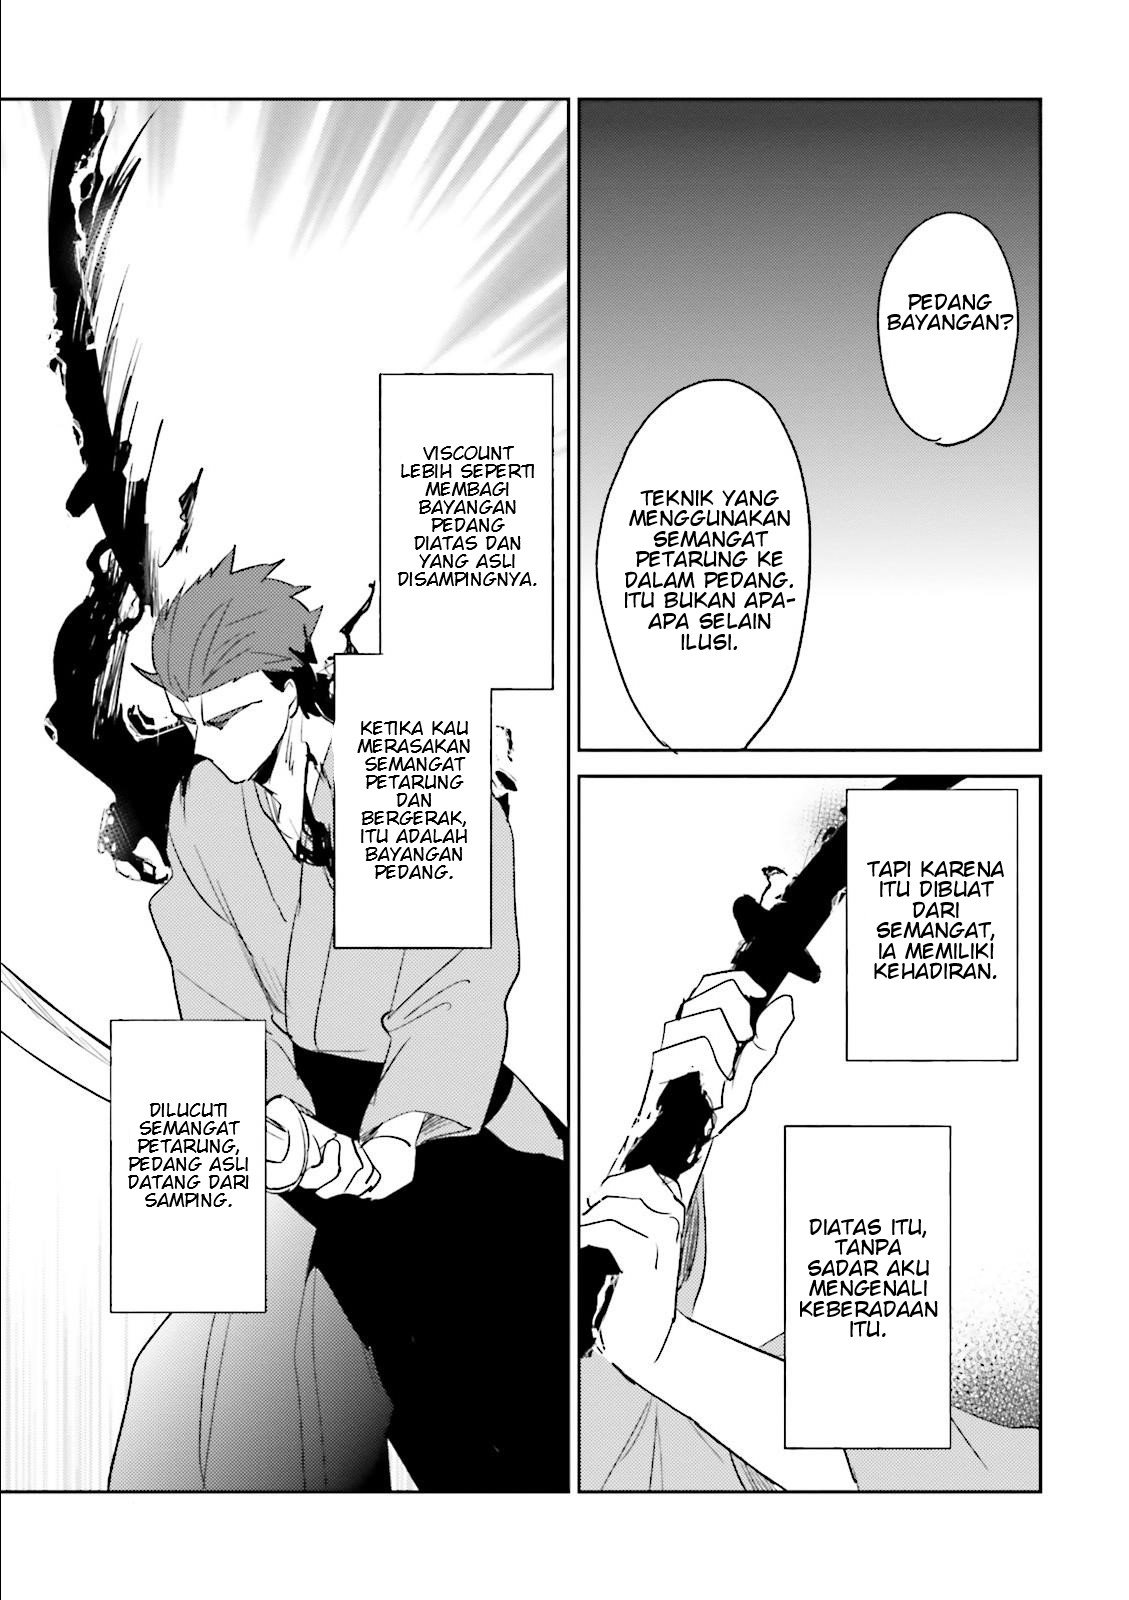 PEDANG
BAYANGAN?
TEKNIK YANG
MENGGUNAKAN
SEMANGAT
PETARUNG KE
DALAM PEDANG.
ITU BUKAN APA-
APA SELAIN
ILUSI.
TAPI KARENA
ITU DIBUAT
DARI
SEMANGAT,
IA MEMILIKI
KEHADIRAN.
DIATAS ITU,
TANPA
SADAR AKU
MENGENALI
KEBERADAAN
ITU.
VISCOUNT
LEBIH SEPERTI
MEMBAGI
BAYANGAN
PEDANG
DIATAS DAN
YANG ASLI
DISAMPINGNYA.
KETIKA KAU
MERASAKAN
SEMANGAT
PETARUNG
DAN
BERGERAK,
ITU ADALAH
BAYANGAN
PEDANG.
DILUCUTI
SEMANGAT
PETARUNG,
PEDANG ASLI
DATANG DARI
SAMPING.